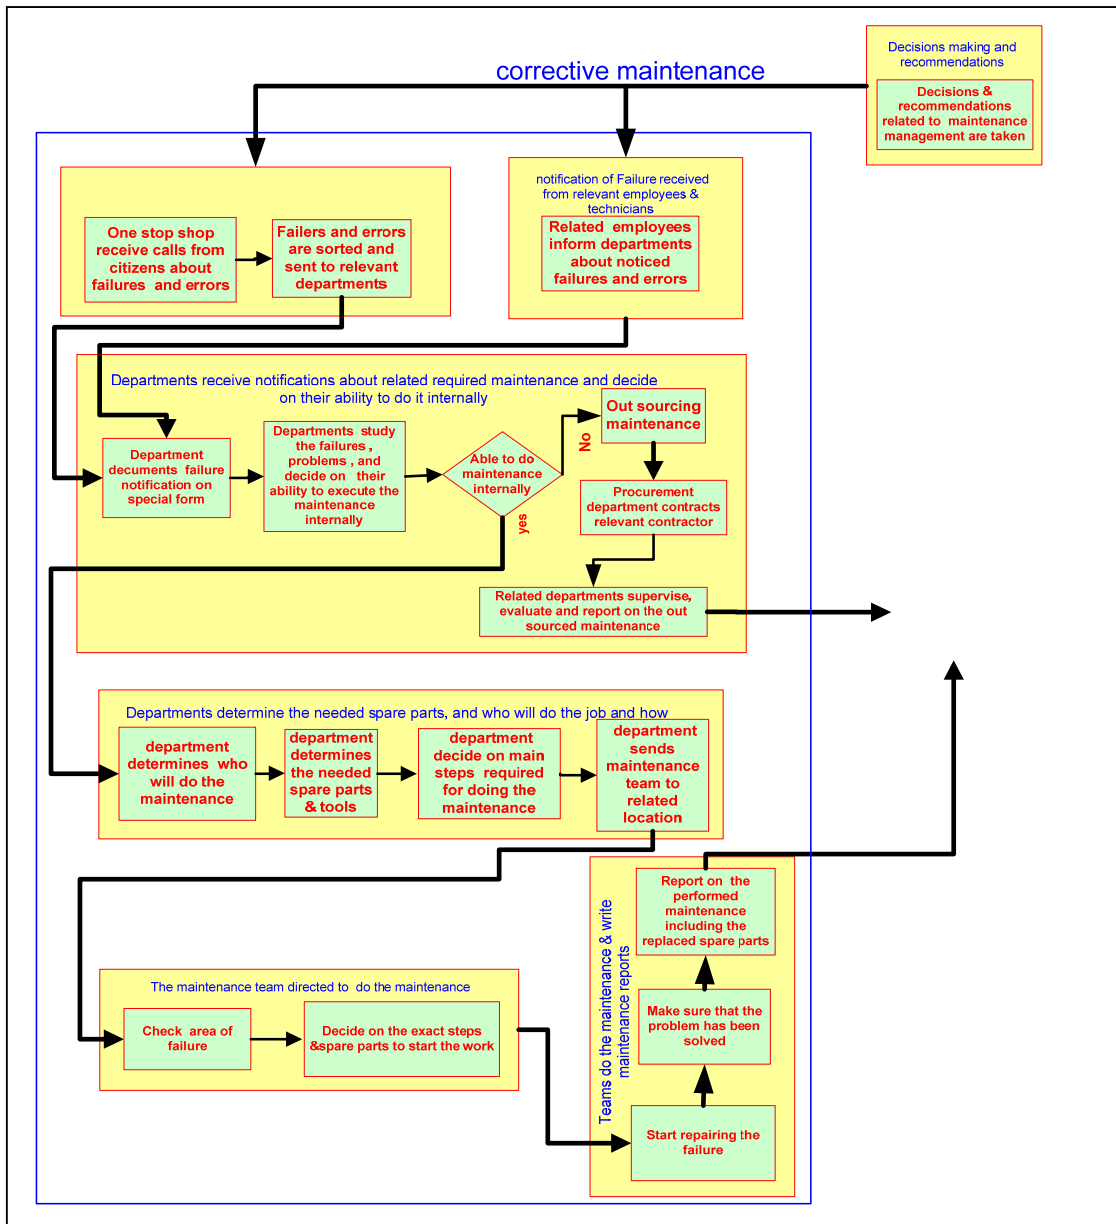 corrective maintenance
Decisions making and
recommendations
Decisions &
recommendations
related to maintenance
management are taken
One stop shop
receive calls from
citizens about
failures and errors
Failers and errors
are sorted and
sent to relevant
departments
notification of Failure received
from relevant employees &
technicians
Related employees
inform departments
about noticed
failures and errors
Departments receive notifications about related required maintenance and decide
on their ability to do it internally
Department
decuments failure
notification on
special form
Departments study
the failures ,
problems , and
decide on their
ability to execute the
maintenance
internally
Able to do
maintenance
internally
No
yes
Out sourcing
maintenance
Procurement
department contracts
relevant contractor
Related departments supervise,
evaluate and report on the out
sourced maintenance
Departments determine the needed spare parts, and who will do the job and how
department
determines who
will do the
maintenance
department
determines
the needed
spare parts
& tools
department
decide on main
steps required
for doing the
maintenance
department
sends
maintenance
team to
related
location
The maintenance team directed to do the maintenance
Check area of
failure
Decide on the exact steps
&spare parts to start the work
Teams do the maintenance & write
maintenance reports
Report on the
performed
maintenance
including the
replaced spare parts
Make sure that the
problem has been
solved
Start repairing the
failure